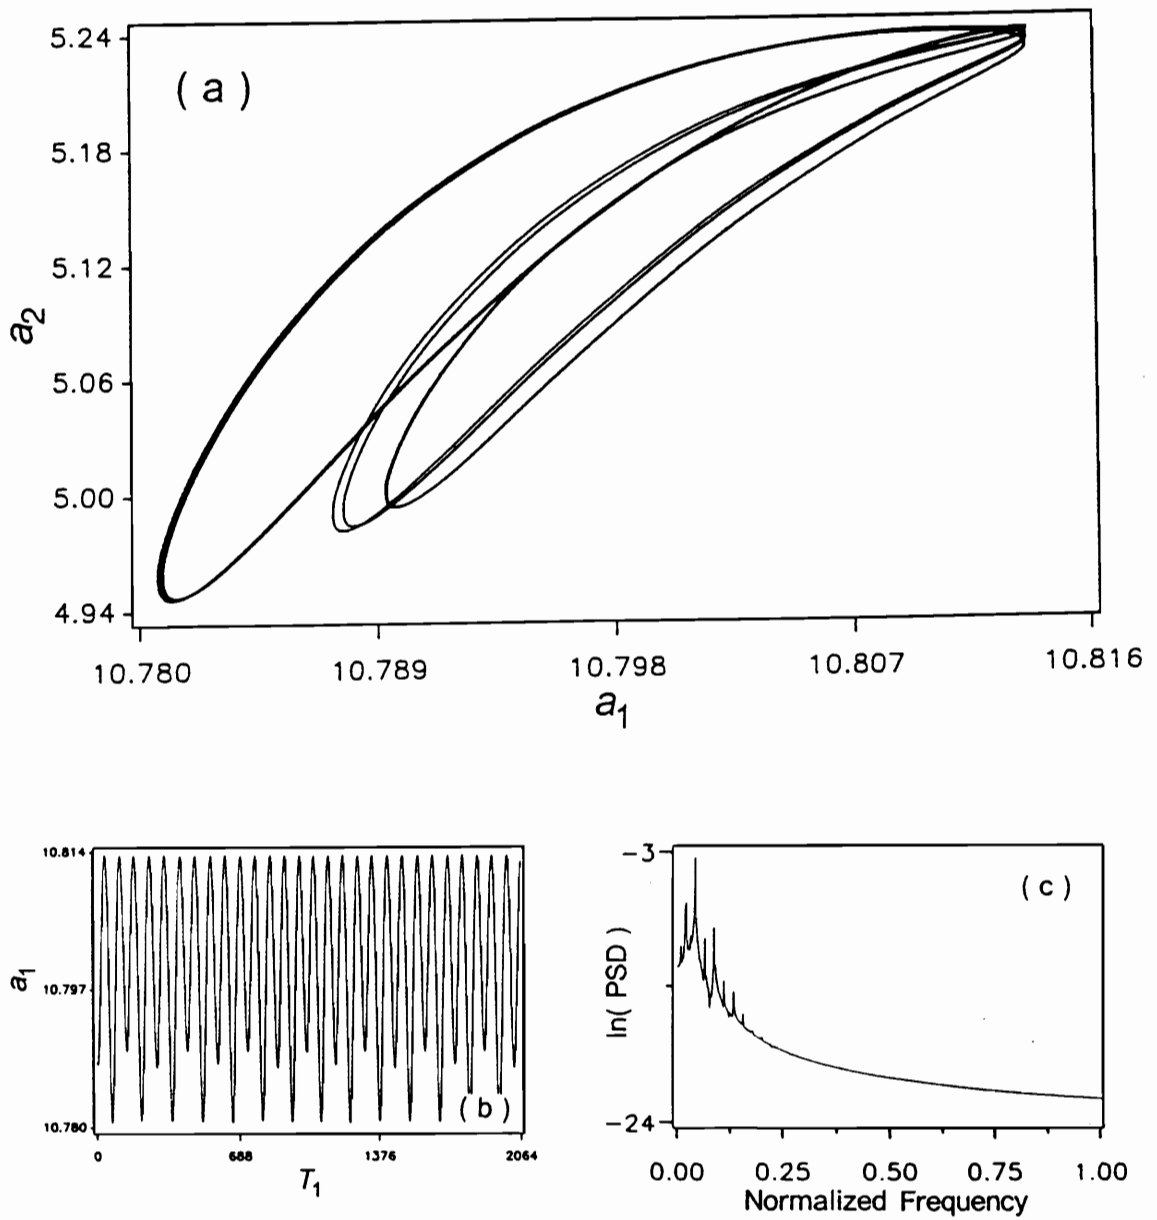 5.24
( a )
5.18
5.12
a2
5.06
5.00
4.94
10.780 10.789 10.798 10.807 10.816
a1
10.814
a1
10.797
10.780
( b )
0 688 1376 2064
T1
-3
( c )
ln( PSD )
-24
0.00 0.25 0.50 0.75 1.00
Normalized Frequency